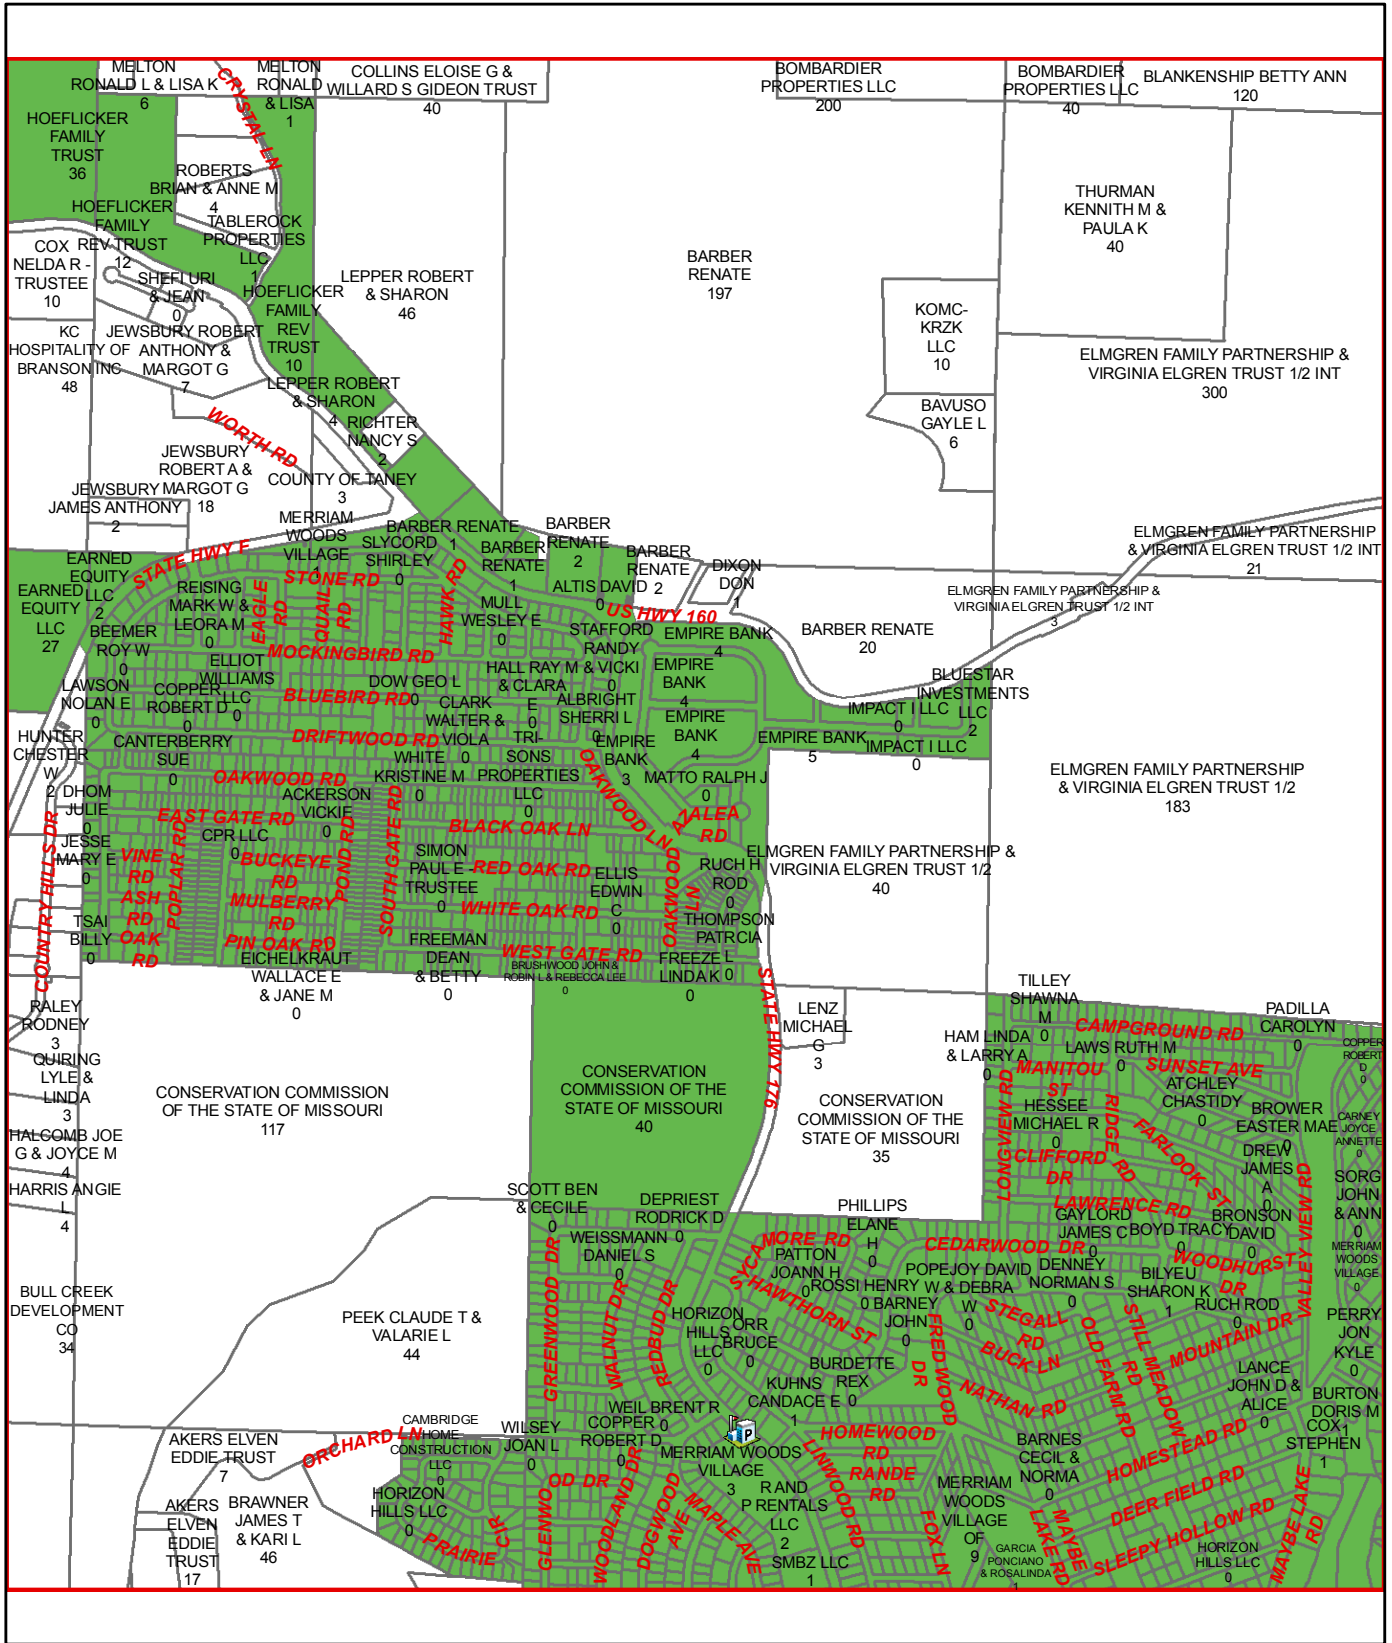 MELTON
RONALD L & LISA K
6
CRYSTAL LN
MELTON
RONALD
& LISA
1
COLLINS ELOISE G &
WILLARD S GIDEON TRUST
40
BOMBARDIER
PROPERTIES LLC
200
BOMBARDIER
PROPERTIES LLC
40
BLANKENSHIP BETTY ANN
120
HOEFLICKER
FAMILY
TRUST
36
ROBERTS
BRIAN & ANNE M
4
HOEFLICKER
FAMILY
REV TRUST
12
TABLEROCK
PROPERTIES
LLC
1
THURMAN
KENNITH M &
PAULA K
40
COX
NELDA R -
TRUSTEE
10
SHEFI URI
& JEAN
0
HOEFLICKER
FAMILY
REV
TRUST
10
LEPPER ROBERT
& SHARON
46
BARBER
RENATE
197
KOMC-
KRZK
LLC
10
KC
HOSPITALITY OF
BRANSON INC
48
JEWSBURY ROBERT
ANTHONY &
MARGOT G
7
ELMGREN FAMILY PARTNERSHIP &
VIRGINIA ELGREN TRUST 1/2 INT
300
LEPPER ROBERT
& SHARON
4
BAVUSO
GAYLE L
6
WORTH RD
RICHTER
NANCY S
2
JEWSBURY
ROBERT A &
MARGOT G
18
COUNTY OF TANEY
3
JEWSBURY
JAMES ANTHONY
2
MERRIAM
WOODS
VILLAGE
1
BARBER RENATE
1
SLYCORD
SHIRLEY
0
BARBER
RENATE
2
BARBER
RENATE
1
BARBER
RENATE
2
DIXON
DON
1
ELMGREN FAMILY PARTNERSHIP
& VIRGINIA ELGREN TRUST 1/2 INT
21
STATE HWY F
EARNED
EQUITY
LLC
2
EARNED
EQUITY
LLC
27
STONE RD
EAGLE
RD
QUAIL
RD
HAWK RD
ALTIS DAVID
0
US HWY 160
ELMGREN FAMILY PARTNERSHIP &
VIRGINIA ELGREN TRUST 1/2 INT
3
REISING
MARK W &
LEORA M
0
MULL
WESLEY E
0
BEEMER
ROY W
0
STAFFORD
RANDY
0
EMPIRE BANK
4
BARBER RENATE
20
MOCKINGBIRD RD
ELLIOT
WILLIAMS
LLC
0
HALL RAY M & VICKI
& CLARA
E
0
EMPIRE
BANK
4
BLUESTAR
INVESTMENTS
LLC
2
LAWSON
NOLAN E
0
COPPER
ROBERT D
0
BLUEBIRD RD
DOW GEO L
0
CLARK
WALTER &
VIOLA
0
ALBRIGHT
SHERRI L
0
EMPIRE
BANK
4
IMPACT I LLC
0
HUNTER
CHESTER
W
2
CANTERBERRY
SUE
0
DRIFTWOOD RD
WHITE
KRISTINE M
0
TRI-
SONS
PROPERTIES
LLC
0
EMPIRE
BANK
3
EMPIRE BANK
5
IMPACT I LLC
0
OAKWOOD RD
OAKWOOD LN
MATTO RALPH J
0
ELMGREN FAMILY PARTNERSHIP
& VIRGINIA ELGREN TRUST 1/2
183
DHOM
JULIE
0
ACKERSON
VICKIE
0
EAST GATE RD
CPR LLC
0
BLACK OAK LN
AZALEA
RD
COUNTRY HILLS DR
JESSE
MARY E
0
VINE
RD
POPLAR RD
BUCKEYE
RD
POND RD
SOUTH GATE RD
SIMON
PAUL E -
TRUSTEE
0
RED OAK RD
ELLIS
EDWIN
C
0
RUCH H
ROD
0
ELMGREN FAMILY PARTNERSHIP &
VIRGINIA ELGREN TRUST 1/2
40
ASH
RD
MULBERRY
RD
WHITE OAK RD
OAKWOOD
LN
THOMPSON
PATRCIA
L
0
TSAI
BILLY
0
OAK
RD
PIN OAK RD
EICHELKRAUT
WALLACE E
& JANE M
0
FREEMAN
DEAN
& BETTY
0
WEST GATE RD
BRUSHWOOD JOHN &
ROBIN L & REBECCA LEE
0
FREEZE
LINDA K
0
STATE HWY 176
RALEY
RODNEY
3
LENZ
MICHAEL
G
3
TILLEY
SHAWNA
M
0
CAMPGROUND RD
PADILLA
CAROLYN
0
HAM LINDA
& LARRY A
0
LAWS RUTH M
0
COPPER
ROBERT
D
0
QUIRING
LYLE &
LINDA
3
CONSERVATION COMMISSION
OF THE STATE OF MISSOURI
117
CONSERVATION
COMMISSION OF THE
STATE OF MISSOURI
40
CONSERVATION
COMMISSION OF THE
STATE OF MISSOURI
35
LONGVIEW RD
MANITOU
ST
SUNSET AVE
ATCHLEY
CHASTIDY
0
HESSEE
MICHAEL R
0
RIDGE RD
FARLOOK ST
BROWER
EASTER MAE
0
CARNEY
JOYCE
ANNETTE
0
HALCOMB JOE
G & JOYCE M
4
CLIFFORD
DR
DREW
JAMES
A
0
HARRIS ANGIE
L
4
SCOTT BEN
& CECILE
0
DEPRIEST
RODRICK D
0
PHILLIPS
ELANE
H
0
LAWRENCE RD
GAYLORD
JAMES C
0
BOYD TRACY
0
BRONSON
DAVID
0
VALLEY VIEW RD
SORG
JOHN
& ANN
0
WEISSMANN
DANIEL S
0
SYCAMORE RD
PATTON
JOANN H
0
CEDARWOOD DR
WOODHURST
DR
MERRIAM
WOODS
VILLAGE
0
BULL CREEK
DEVELOPMENT
CO
34
PEEK CLAUDE T &
VALARIE L
44
GREENWOOD DR
WALNUT DR
REDBUD DR
HAWTHORN ST
ROSSI HENRY
0
POPEJOY DAVID
W & DEBRA
W
0
DENNEY
NORMAN S
0
BILYEU
SHARON K
1
RUCH ROD
0
HORIZON
HILLS
LLC
0
ORR
BRUCE
0
BARNEY
JOHN
0
FRED WOOD
DR
STEGALL
RD
BUCK LN
OLD FARM RD
STILL MEADOW
RD
MOUNTAIN DR
PERRY
JON
KYLE
0
BURDETTE
REX
0
KUHNS
CANDACE E
1
NATHAN RD
LANCE
JOHN D &
ALICE
0
BURTON
DORIS M
1
AKERS ELVEN
EDDIE TRUST
7
ORCHARD LN
CAMBRIDGE
HOME
CONSTRUCTION
LLC
0
WILSEY
JOAN L
0
WEIL BRENT R
0
COPPER
ROBERT D
0
P
MERRIAM WOODS
VILLAGE
3
HOMEWOOD
RD
BARNES
CECIL &
NORMA
0
HOMESTEAD RD
COX
STEPHEN
1
AKERS
ELVEN
EDDIE
TRUST
17
BRAWNER
JAMES T
& KARI L
46
HORIZON
HILLS LLC
0
PRAIRIE
CIR
GLENWOOD DR
WOODLAND DR
DOGWOOD
AVE
MAPLE AVE
R AND
P RENTALS
LLC
2
LINWOOD RD
RANDE
RD
FOX LN
MERRIAM
WOODS
VILLAGE
OF
9
MAYBE
LAKE RD
DEER FIELD RD
SLEEPY HOLLOW RD
MAYBE LAKE
RD
SMBZ LLC
1
GARCIA
PONCIANO
& ROSALINDA
1
HORIZON
HILLS LLC
0